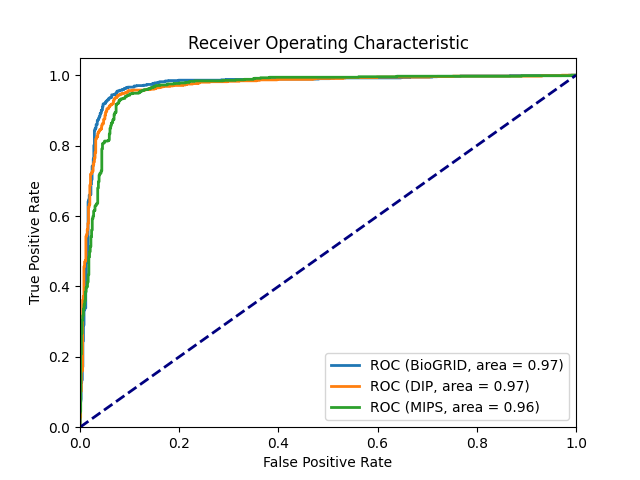 Receiver Operating Characteristic
1.0
0.8
0.6
0.4
0.2
0.0
True Positive Rate
ROC (BioGRID, area = 0.97)
ROC (DIP, area = 0.97)
ROC (MIPS, area = 0.96)
0.0 0.2 0.4 0.6 0.8 1.0
False Positive Rate